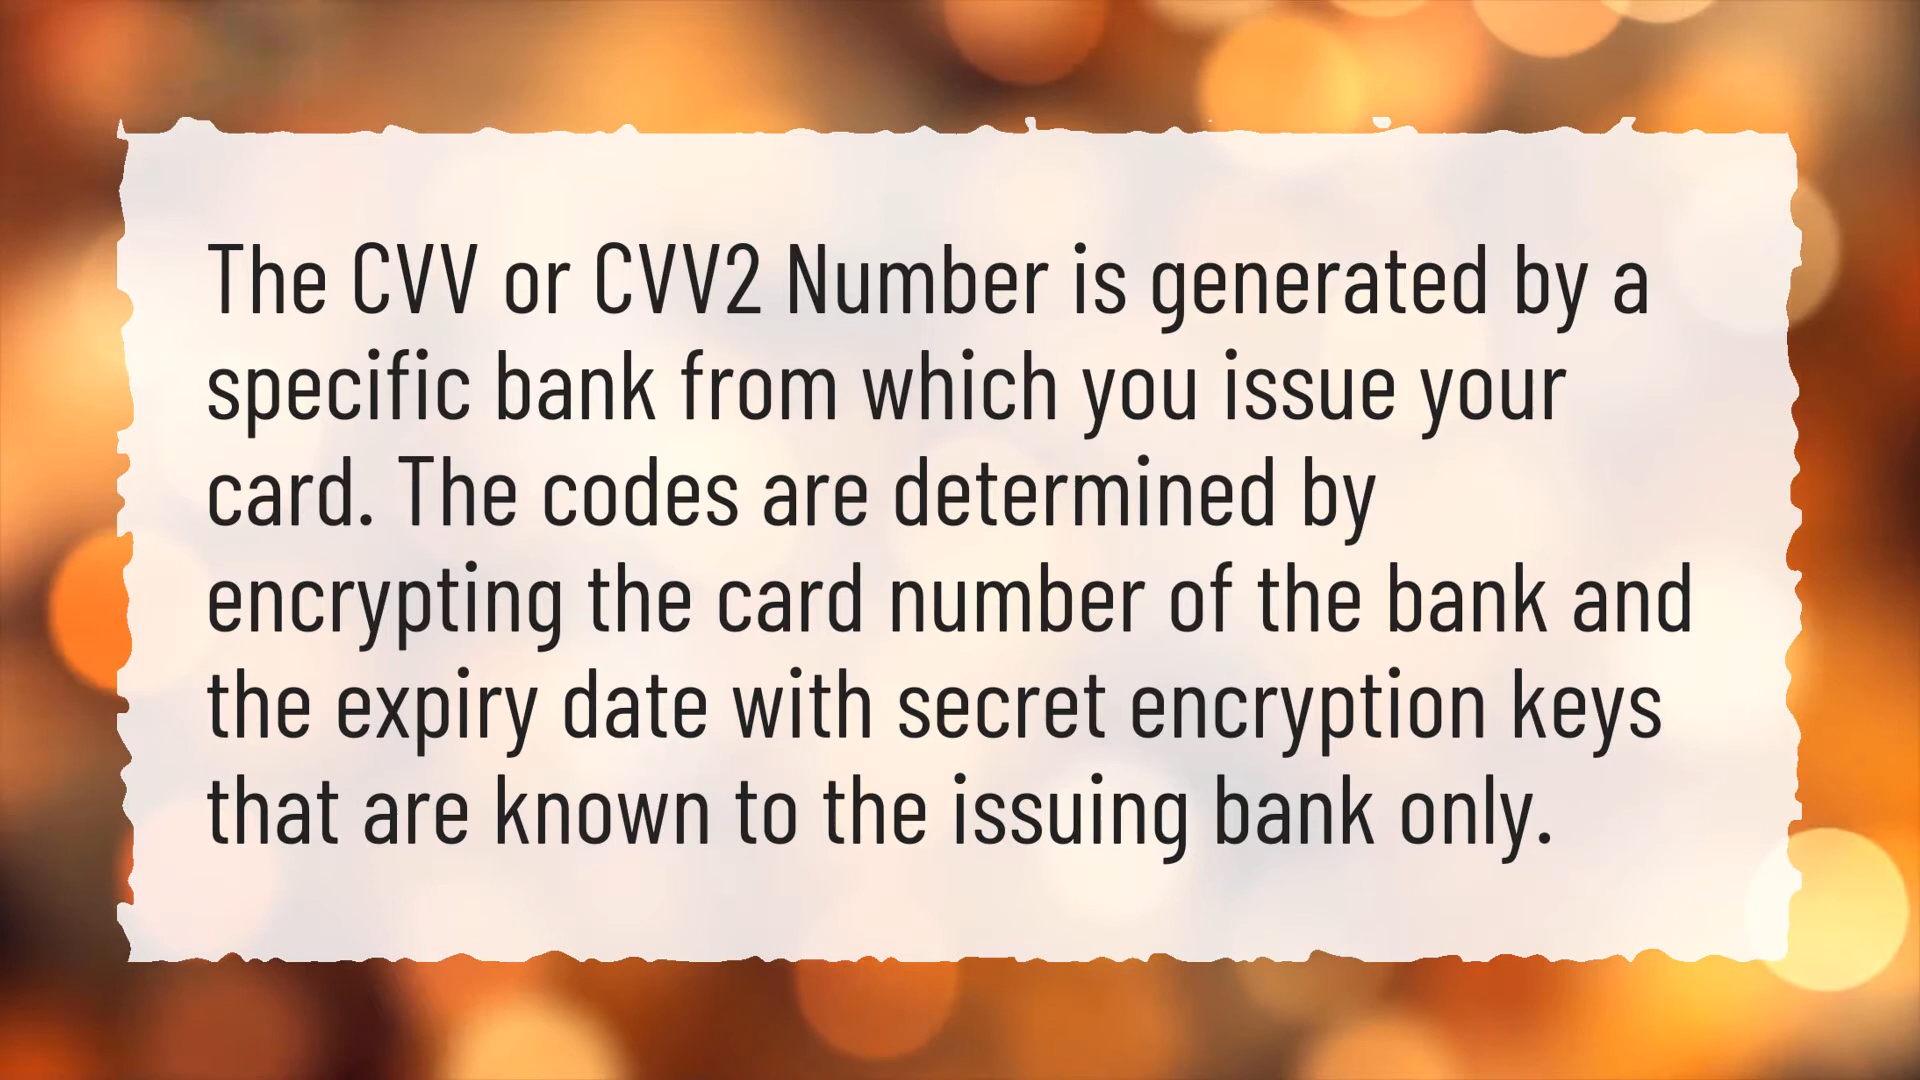 The CVV or CVV2 Number is generated by a
specific bank from which you issue your
card. The codes are determined by
encrypting the card number of the bank and
the expiry date with secret encryption keys
that are known to the issuing bank only.